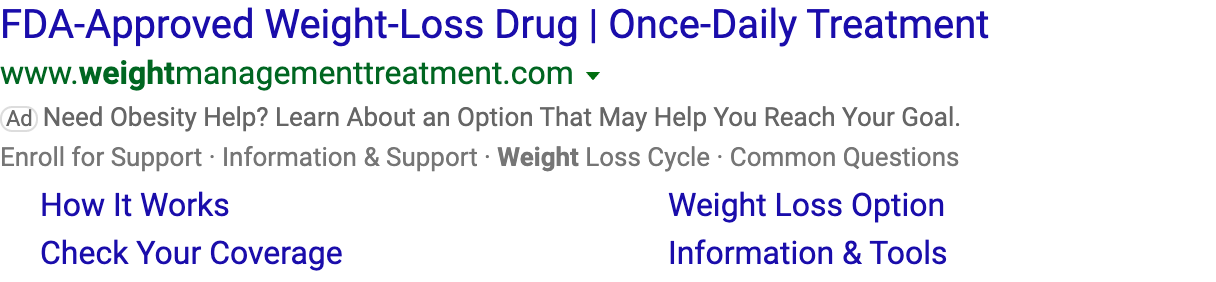 FDA-Approved Weight-Loss Drug | Once-Daily Treatment
www.weightmanagementtreatment.com
Ad Need Obesity Help? Learn About an Option That May Help You Reach Your Goal.
Enroll for Support · Information & Support · Weight Loss Cycle · Common Questions
How It Works Weight Loss Option
Check Your Coverage Information & Tools